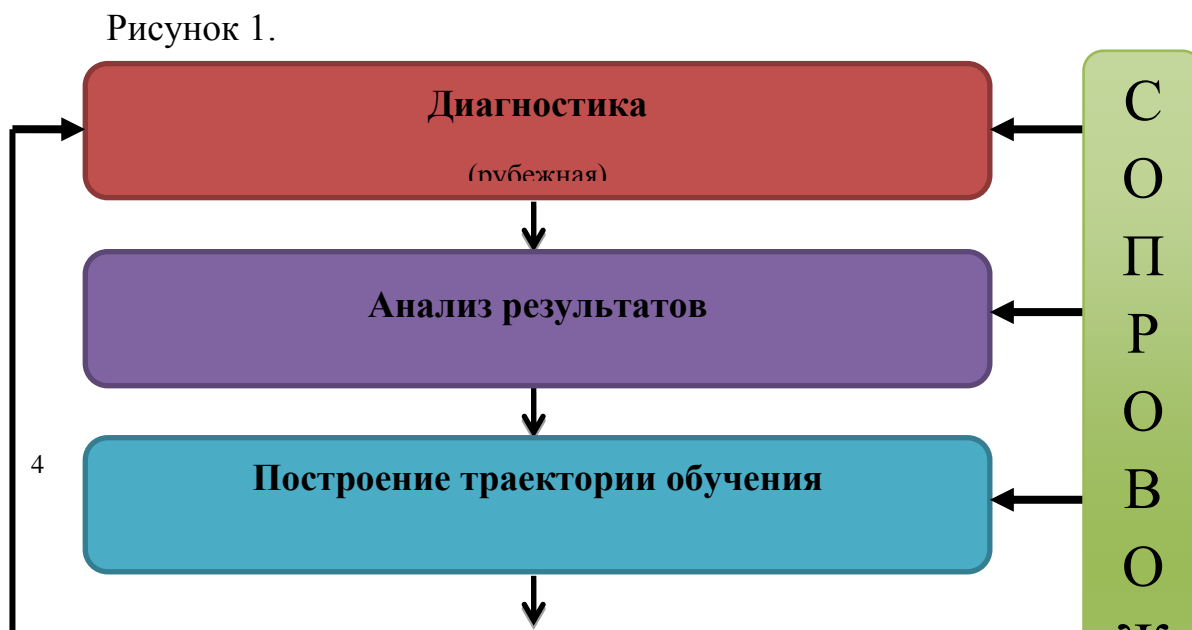 Рисунок 1.
Диагностика
(рубежная)
Анализ результатов
4
Построение траектории обучения
С
О
П
Р
О
В
О
Ж